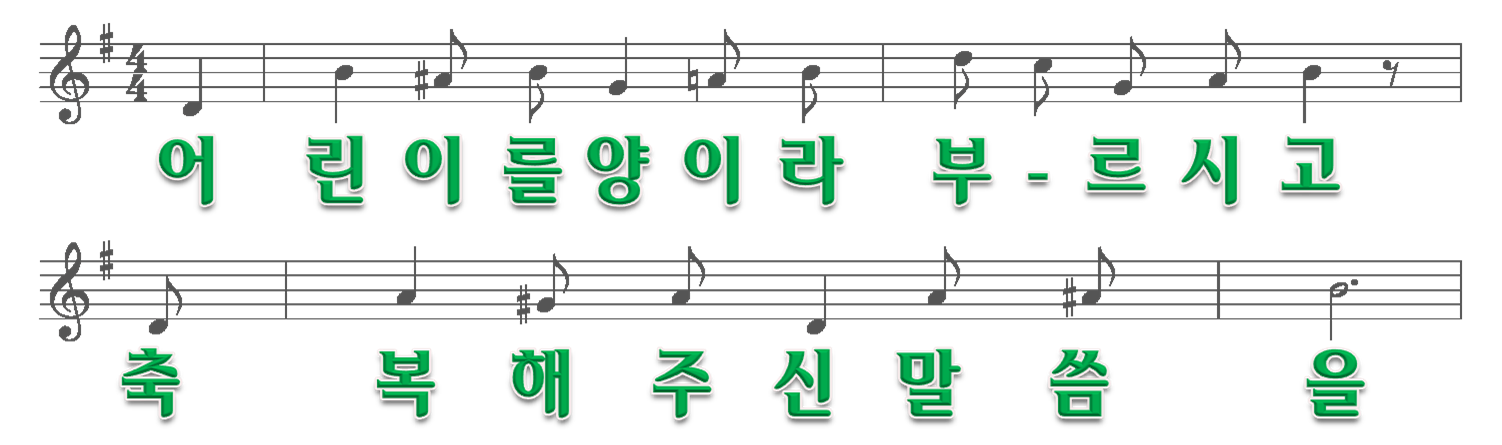 어 린 이 를 양 이 라 부 - 르 시 고
축 복 해 주 신 말 씀 을